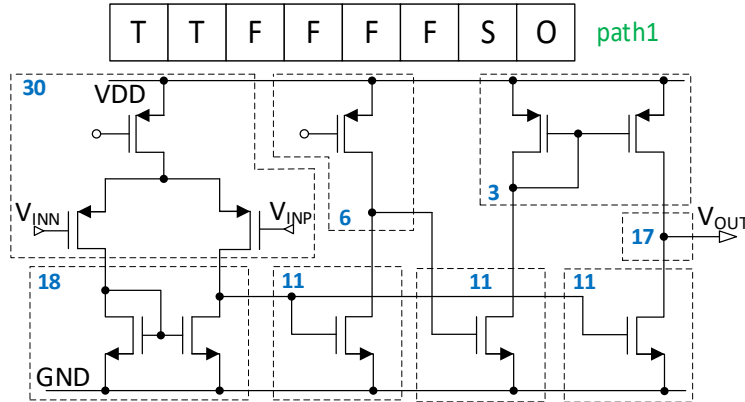 T T F F F F S O path1
30
VDD
6
3
V_INN
V_INP
V_OUT
17
18
11
11
11
GND